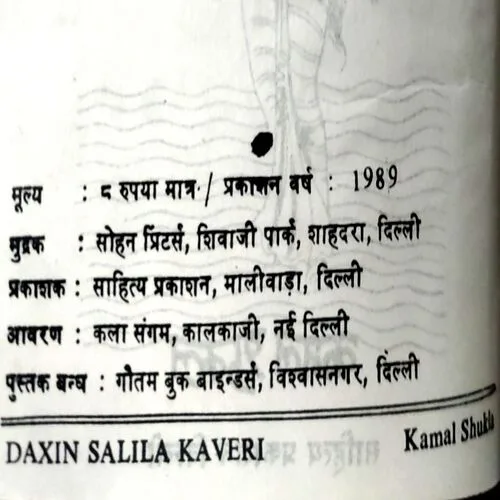 मूल्य : ८ रुपया मात्र / प्रकाशन वर्ष : 1989
मुद्रक : सोहन प्रिंटर्स, शिवाजी पार्क, शाहदरा, दिल्ली
प्रकाशक : साहित्य प्रकाशन, मालीवाड़ा, दिल्ली
आवरण : कला संगम, कालकाजी, नई दिल्ली
पुस्तक बन्ध : गौतम बुक बाइन्डर्स, विश्वासनगर, दिल्ली
DAXIN SALILA KAVERI Kamal Shukla